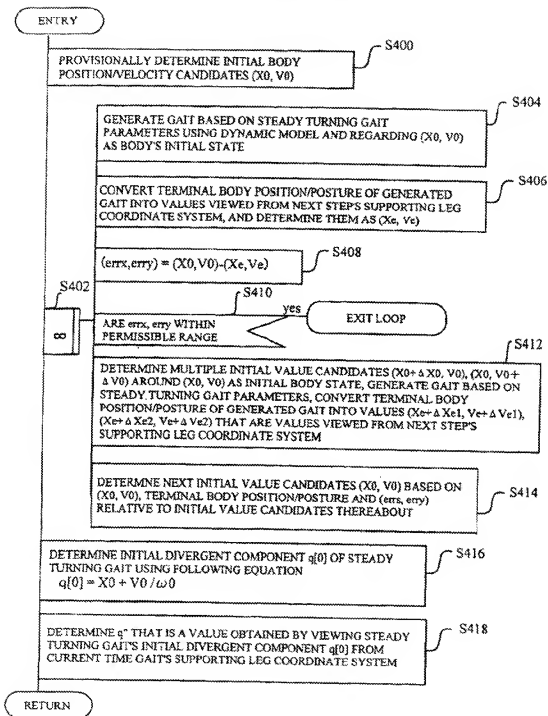 ENTRY
S400
PROVISIONALLY DETERMINE INITIAL BODY
POSITION/VELOCITY CANDIDATES (X0, V0)
S404
GENERATE GAIT BASED ON STEADY TURNING GAIT
PARAMETERS USING DYNAMIC MODEL AND REGARDING (X0, V0)
AS BODY'S INITIAL STATE
S406
CONVERT TERMINAL BODY POSITION/POSTURE OF GENERATED
GAIT INTO VALUES VIEWED FROM NEXT STEP'S SUPPORTING LEG
COORDINATE SYSTEM, AND DETERMINE THEM AS (Xe, Ve)
S408
(errx,erry) = (X0,V0)-(Xe,Ve)
S402
∞
S410
ARE errx, erry WITHIN
PERMISSIBLE RANGE
yes
EXIT LOOP
S412
DETERMINE MULTIPLE INITIAL VALUE CANDIDATES (X0+ΔX0, V0), (X0, V0+
ΔV0) AROUND (X0, V0) AS INITIAL BODY STATE, GENERATE GAIT BASED ON
STEADY TURNING GAIT PARAMETERS, CONVERT TERMINAL BODY
POSITION/POSTURE OF GENERATED GAIT INTO VALUES (Xe+ΔXe1, Ve+ΔVe1),
(Xe+ΔXe2, Ve+ΔVe2) THAT ARE VALUES VIEWED FROM NEXT STEP'S
SUPPORTING LEG COORDINATE SYSTEM
DETERMNE NEXT INITIAL VALUE CANDIDATES (X0, V0) BASED ON
(X0, V0), TERMINAL BODY POSITION/POSTURE AND (errs, erry)
RELATIVE TO INITIAL VALUE CANDIDATES THEREABOUT
S414
DETERMINE INITIAL DIVERGENT COMPONENT q[0] OF STEADY
TURNING GAIT USING FOLLOWING EQUATION
q[0] = X0 + V0 /ω0
S416
DETERMINE q" THAT IS A VALUE OBTAINED BY VIEWING STEADY
TURNING GAIT'S INITIAL DIVERGENT COMPONENT q[0] FROM
CURRENT TIME GAIT'S SUPPORTING LEG COORDINATE SYSTEM
S418
RETURN